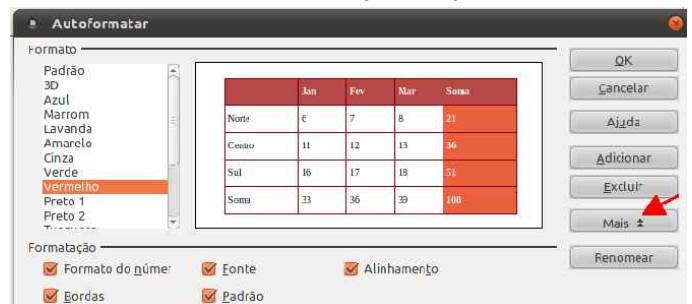 Autoformatar
Formato
Padrão
3D
Azul
Marrom
Lavanda
Amarelo
Cinza
Verde
Vermelho
Preto 1
Preto 2
Jan Fev Mar Soma
Norte 6 7 8 21
Centro 11 12 13 36
Sul 16 17 18 51
Soma 33 36 39 108
OK
Cancelar
Ajuda
Adicionar
Excluir
Mais
Renomear
Formatação
Formato do númer Fonte Alinhamento
Bordas Padrão